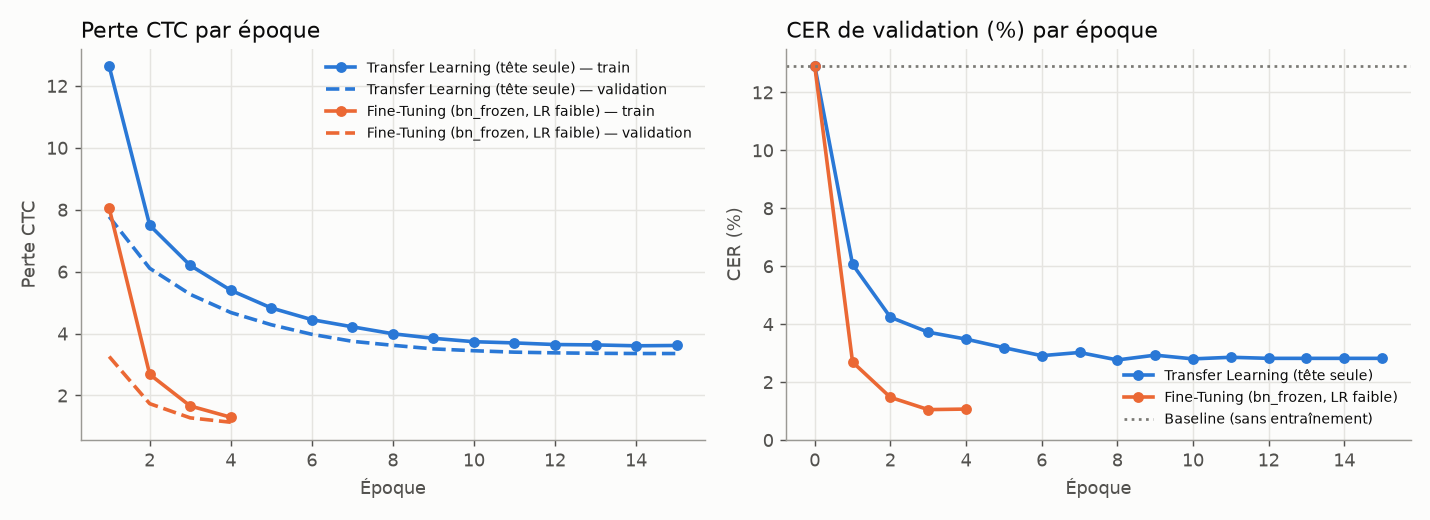 Perte CTC par époque
Transfer Learning (tête seule) — train
Transfer Learning (tête seule) — validation
Fine-Tuning (bn_frozen, LR faible) — train
Fine-Tuning (bn_frozen, LR faible) — validation
Perte CTC
12
10
8
6
4
2
2 4 6 8 10 12 14
Époque
CER de validation (%) par époque
CER (%)
12
10
8
6
4
2
0
Transfer Learning (tête seule)
Fine-Tuning (bn_frozen, LR faible)
Baseline (sans entraînement)
0 2 4 6 8 10 12 14
Époque